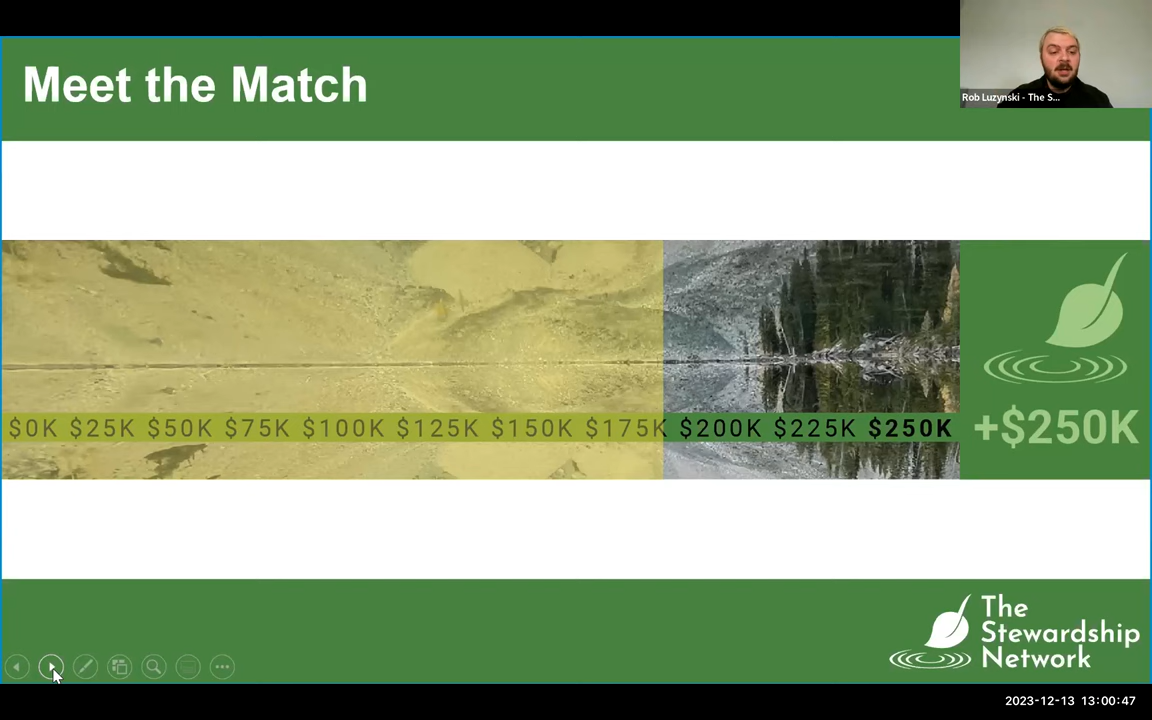 Meet the Match
Rob Luzynski - The S...
$0K $25K $50K $75K $100K $125K $150K $175K $200K $225K $250K
+$250K
The
Stewardship
Network
2023-12-13 13:00:47